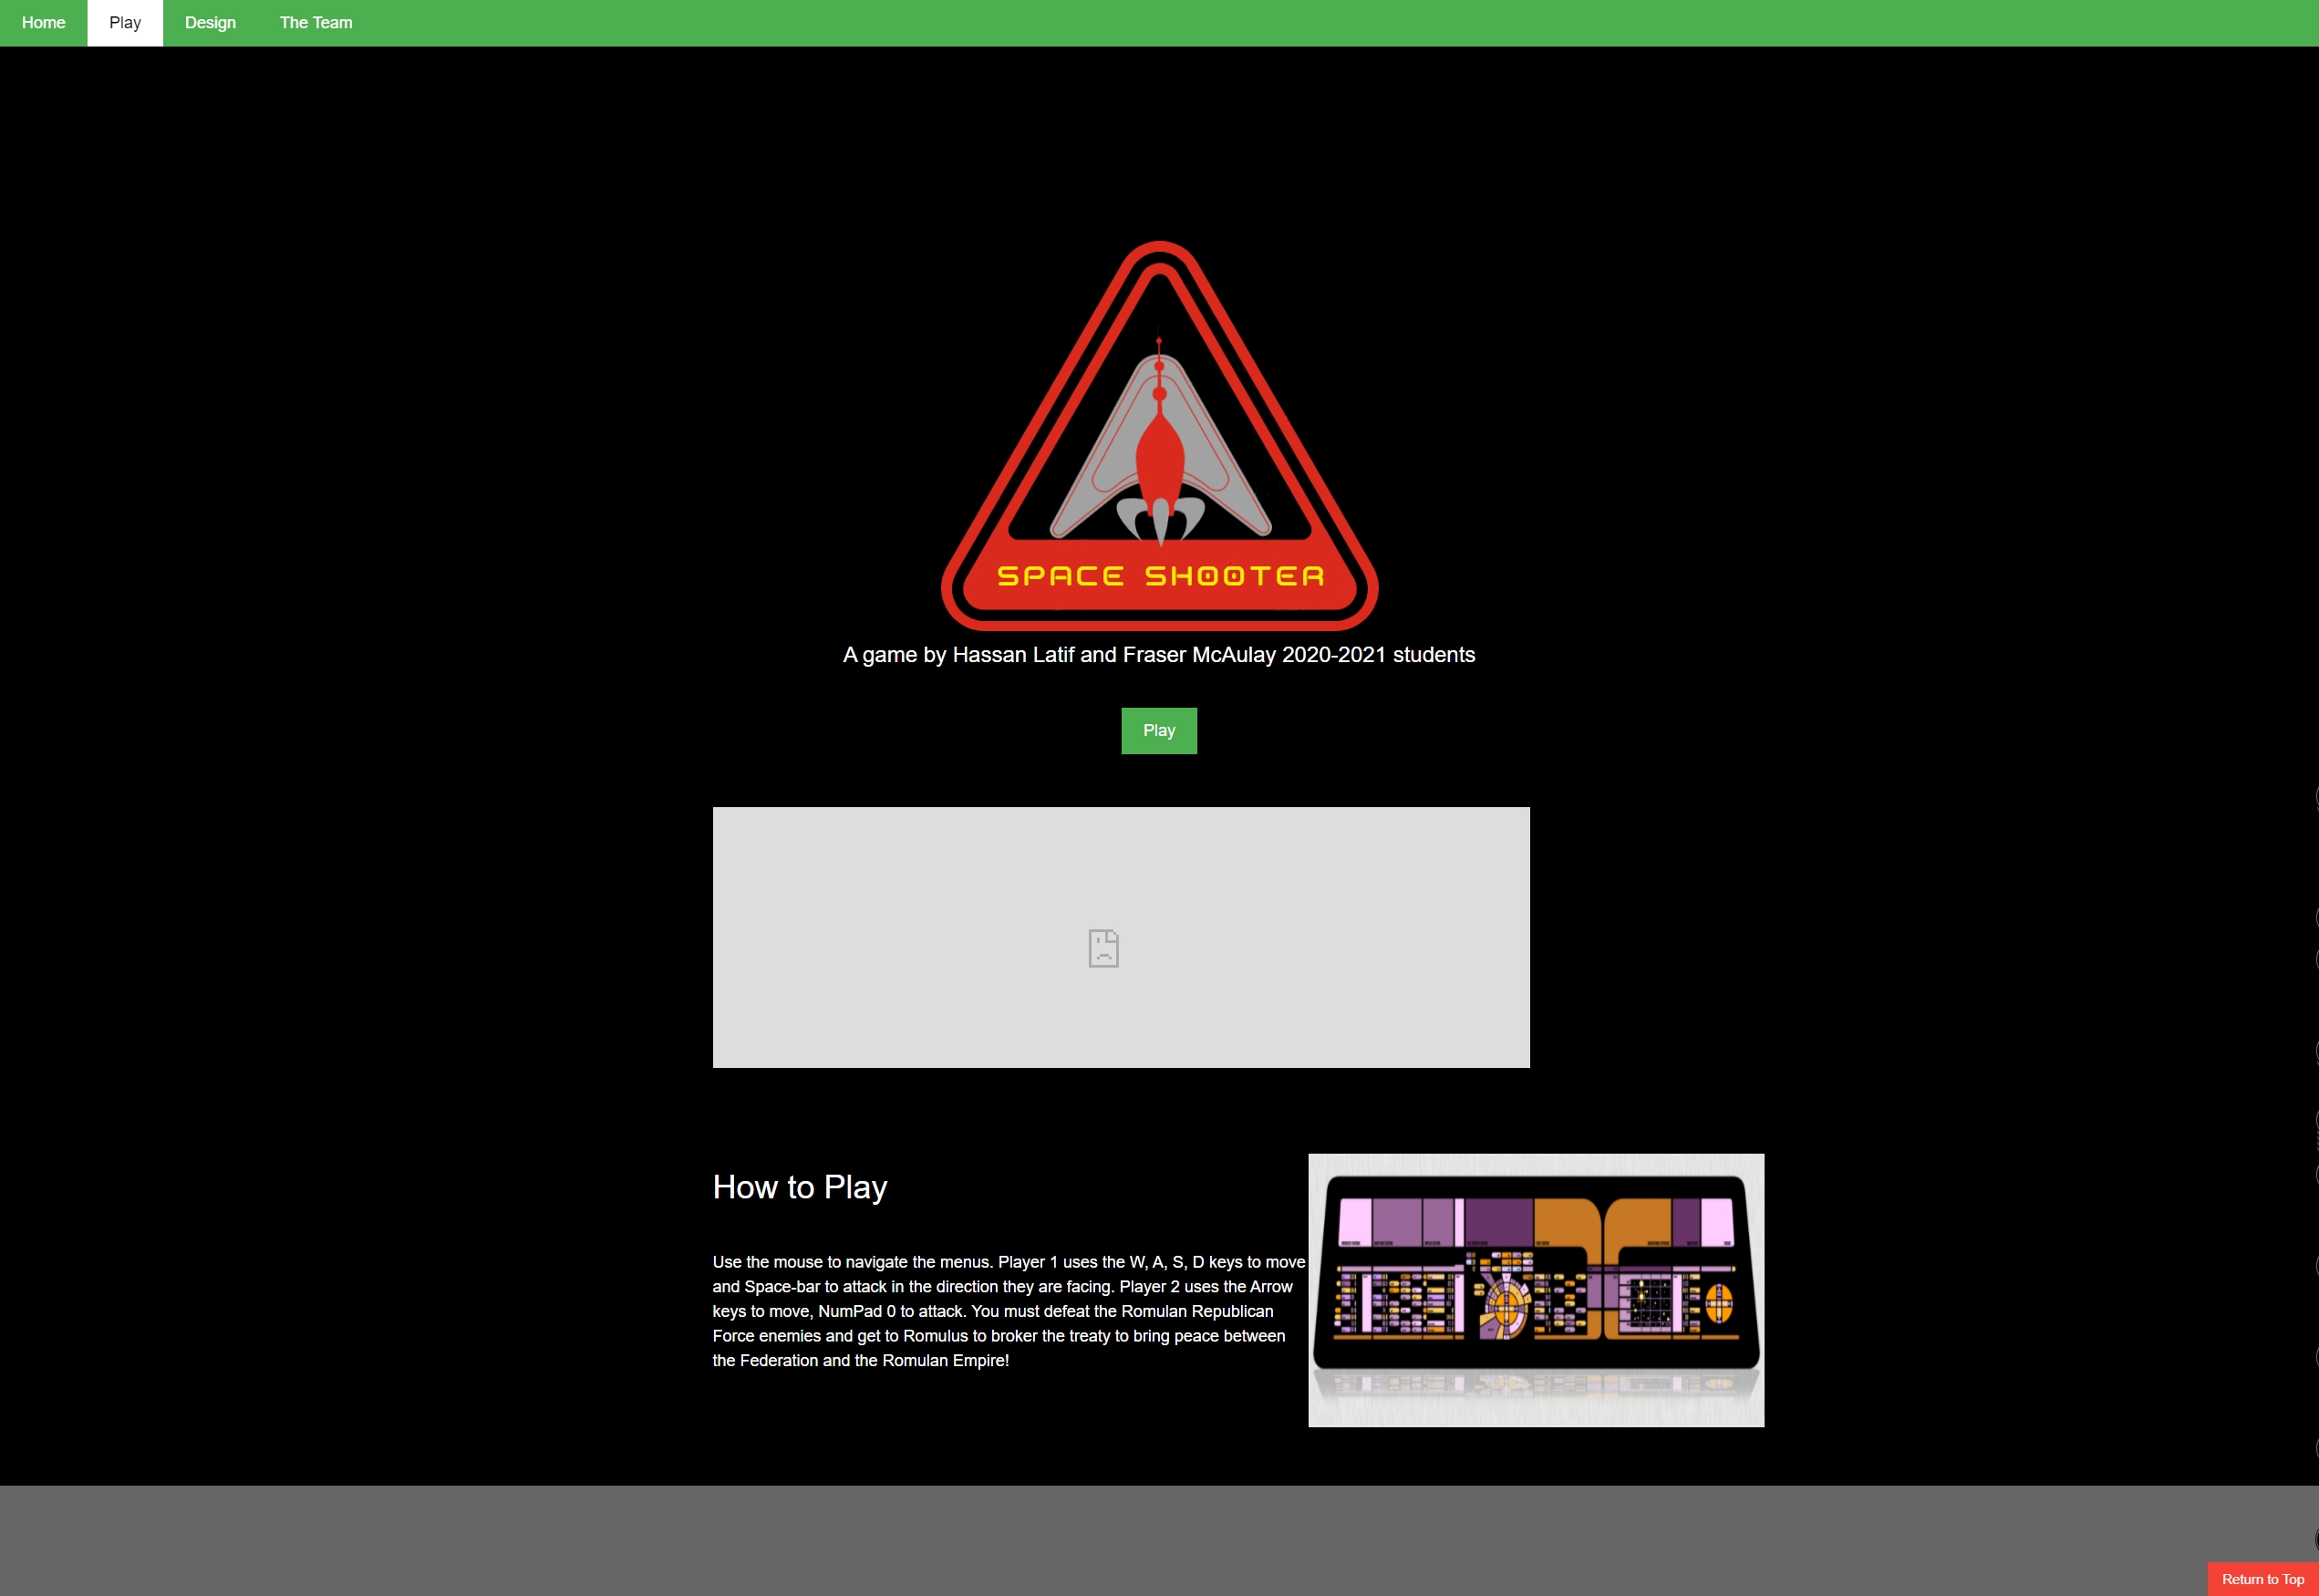 Home
Play
Design
The Team
SPACE SHOOTER
A game by Hassan Latif and Fraser McAulay 2020-2021 students
Play
How to Play
Use the mouse to navigate the menus. Player 1 uses the W, A, S, D keys to move
and Space-bar to attack in the direction they are facing. Player 2 uses the Arrow
keys to move, NumPad 0 to attack. You must defeat the Romulan Republican
Force enemies and get to Romulus to broker the treaty to bring peace between
the Federation and the Romulan Empire!
Return to Top